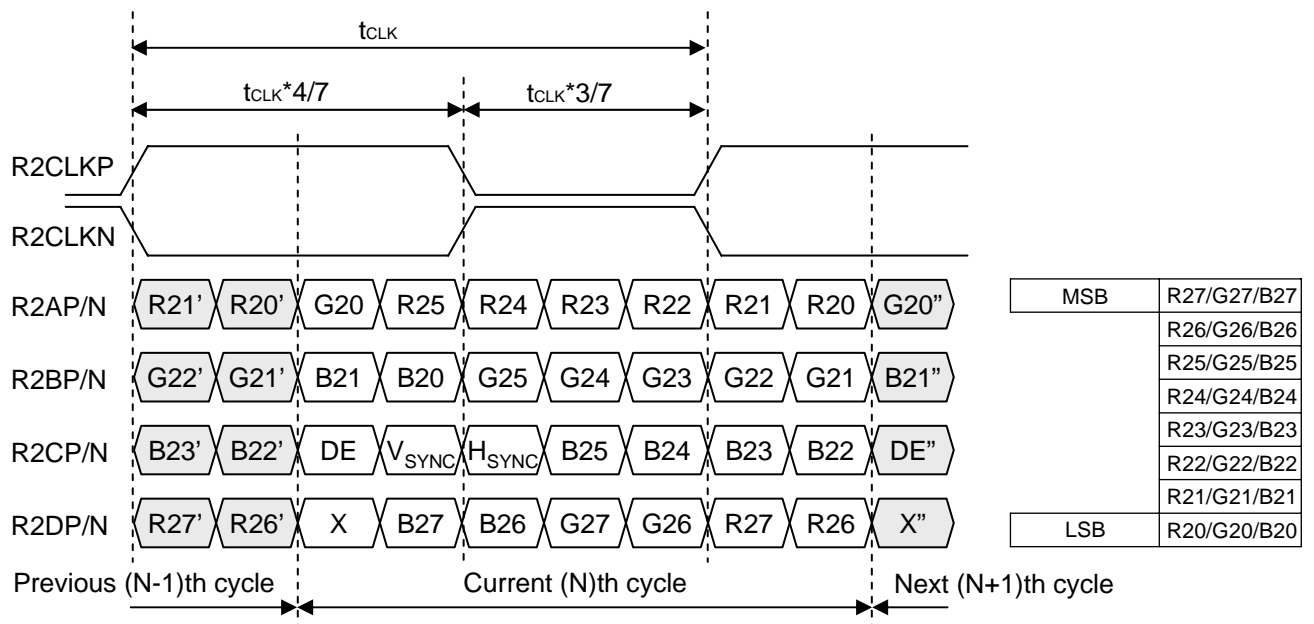 tCLK
tCLK*4/7 tCLK*3/7
R2CLKP
R2CLKN
R2AP/N R21’ R20’ G20 R25 R24 R23 R22 R21 R20 G20”
R2BP/N G22’ G21’ B21 B20 G25 G24 G23 G22 G21 B21”
R2CP/N B23’ B22’ DE VSYNC HSYNC B25 B24 B23 B22 DE”
R2DP/N R27’ R26’ X B27 B26 G27 G26 R27 R26 X”
Previous (N-1)th cycle Current (N)th cycle Next (N+1)th cycle
MSB R27/G27/B27
R26/G26/B26
R25/G25/B25
R24/G24/B24
R23/G23/B23
R22/G22/B22
R21/G21/B21
LSB R20/G20/B20